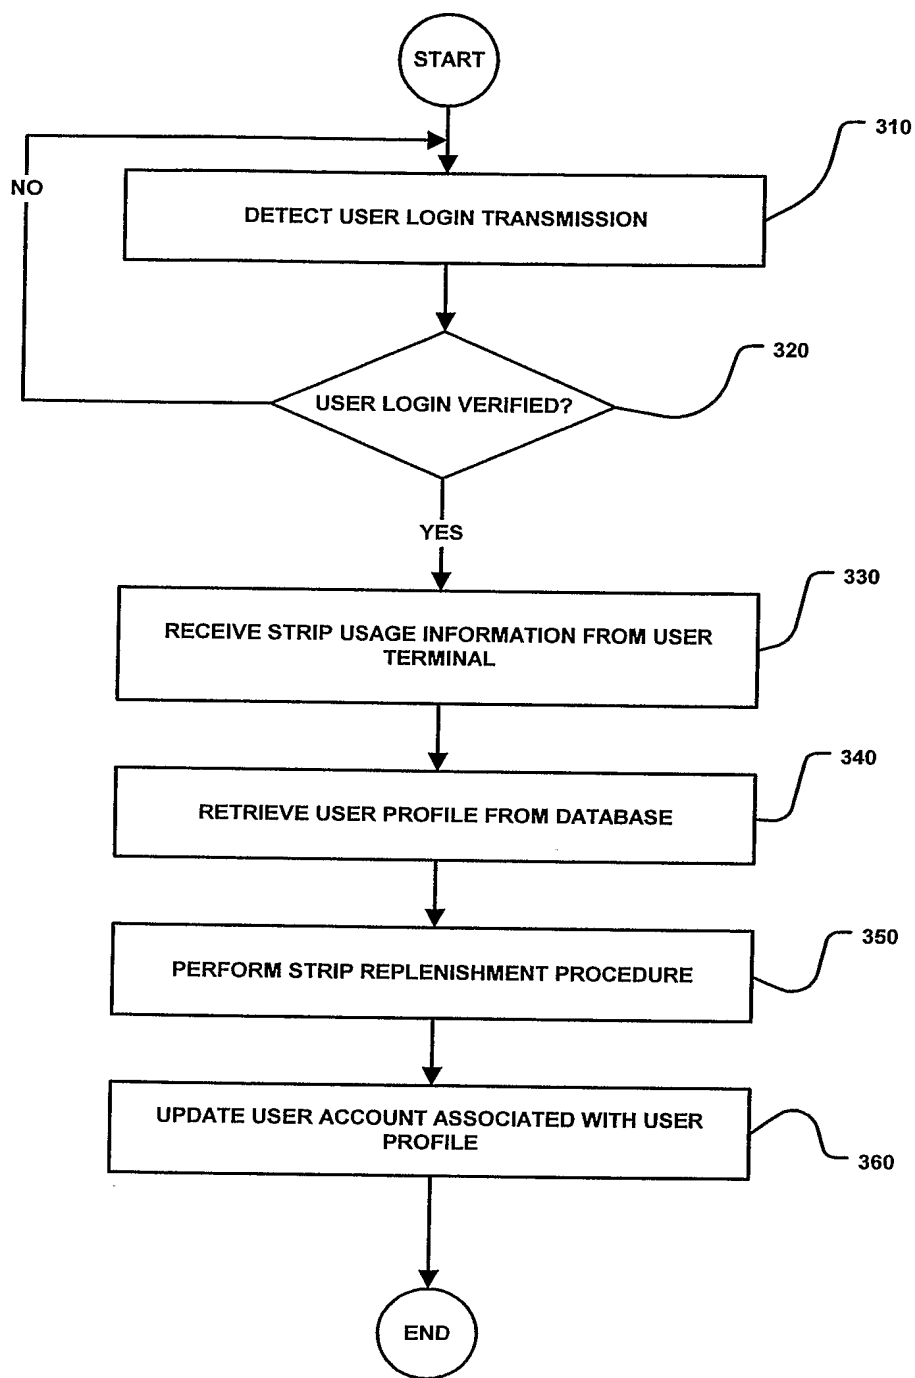 START
310
NO
DETECT USER LOGIN TRANSMISSION
320
USER LOGIN VERIFIED?
YES
330
RECEIVE STRIP USAGE INFORMATION FROM USER
TERMINAL
340
RETRIEVE USER PROFILE FROM DATABASE
350
PERFORM STRIP REPLENISHMENT PROCEDURE
UPDATE USER ACCOUNT ASSOCIATED WITH USER
PROFILE
360
END